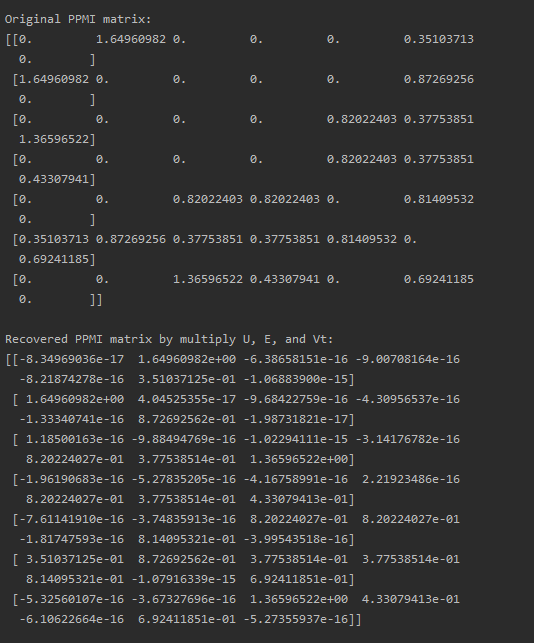 Original PPMI matrix:
[[0.         1.64960982 0.         0.         0.         0.35103713
  0.        ]
 [1.64960982 0.         0.         0.         0.         0.87269256
  0.        ]
 [0.         0.         0.         0.         0.82022403 0.37753851
  1.36596522]
 [0.         0.         0.         0.         0.82022403 0.37753851
  0.43307941]
 [0.         0.         0.82022403 0.82022403 0.         0.81409532
  0.        ]
 [0.35103713 0.87269256 0.37753851 0.37753851 0.81409532 0.
  0.69241185]
 [0.         0.         1.36596522 0.43307941 0.         0.69241185
  0.        ]]
Recovered PPMI matrix by multiply U, E, and Vt:
[[-8.34969036e-17  1.64960982e+00 -6.38658151e-16 -9.00708164e-16
  -8.21874278e-16  3.51037125e-01 -1.06883900e-15]
 [ 1.64960982e+00  4.04525355e-17 -9.68422759e-16 -4.30956537e-16
  -1.33340741e-16  8.72692562e-01 -1.98731821e-17]
 [ 1.18500163e-16 -9.88494769e-16 -1.02294111e-15 -3.14176782e-16
   8.20224027e-01  3.77538514e-01  1.36596522e+00]
 [-1.96190683e-16 -5.27835205e-16 -4.16758991e-16  2.21923486e-16
   8.20224027e-01  3.77538514e-01  4.33079413e-01]
 [-7.61141910e-16 -3.74835913e-16  8.20224027e-01  8.20224027e-01
  -1.81747593e-16  8.14095321e-01 -3.99543518e-16]
 [ 3.51037125e-01  8.72692562e-01  3.77538514e-01  3.77538514e-01
   8.14095321e-01 -1.07916339e-15  6.92411851e-01]
 [-5.32560107e-16 -3.67327696e-16  1.36596522e+00  4.33079413e-01
  -6.10622664e-16  6.92411851e-01 -5.27355937e-16]]